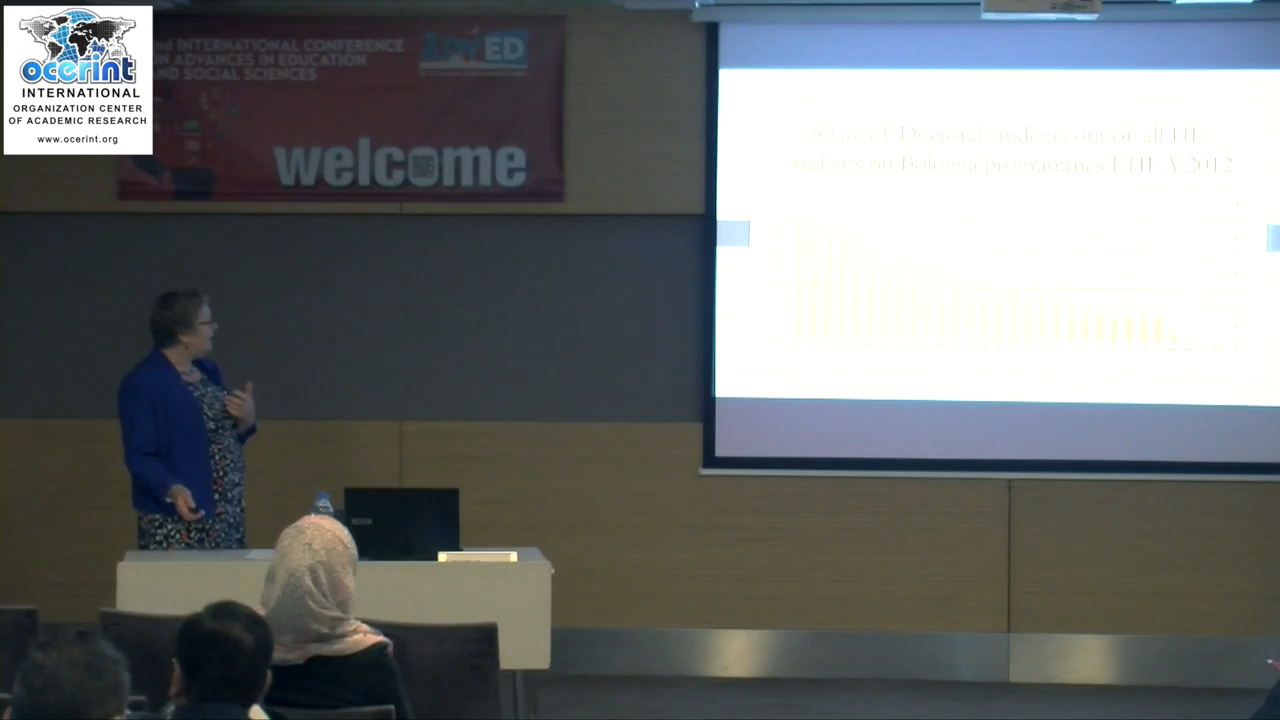 ocerint
INTERNATIONAL
ORGANIZATION CENTER
OF ACADEMIC RESEARCH
www.ocerint.org
INTERNATIONAL CONFERENCE
ON ADVANCES IN EDUCATION
AND SOCIAL SCIENCES
ED
welcome
Share of Doctoral students out of all HE
students on Bologna programmes EHEA 2012